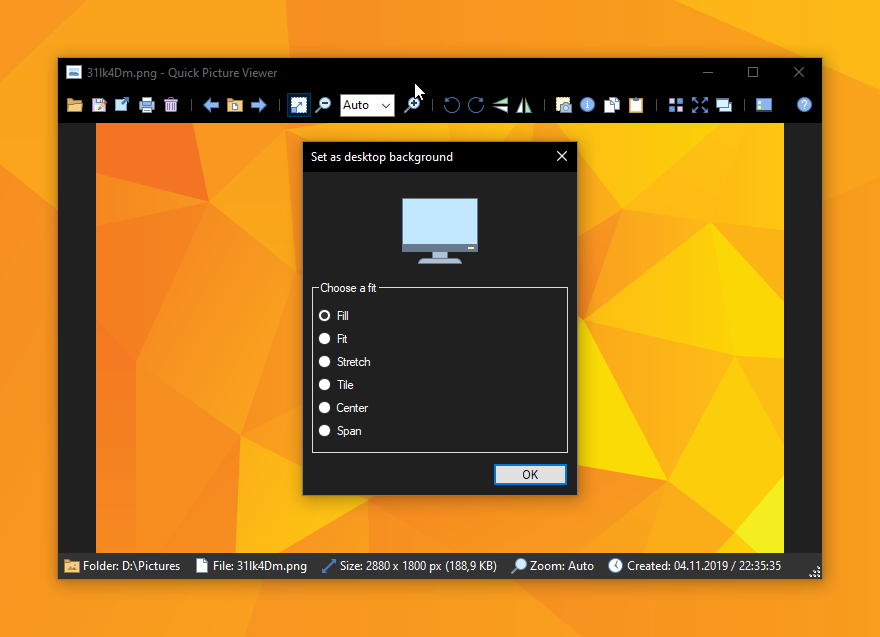 31lk4Dm.png - Quick Picture Viewer
Auto
Set as desktop background
Choose a fit
Fill
Fit
Stretch
Tile
Center
Span
OK
Folder: D:\Pictures File: 31lk4Dm.png Size: 2880 x 1800 px (188,9 KB) Zoom: Auto Created: 04.11.2019 / 22:35:35